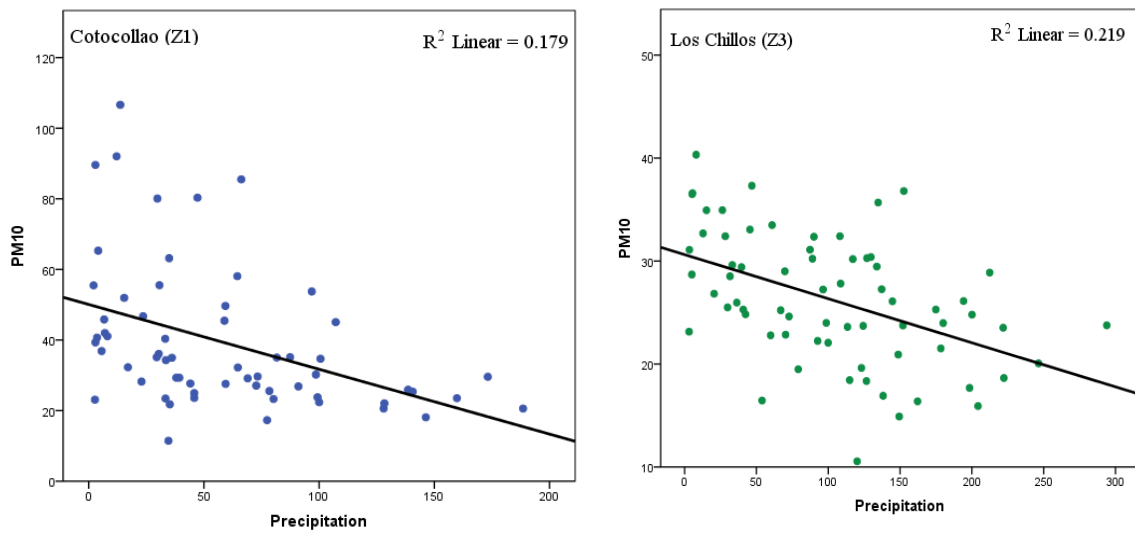 Cotocollao (Z1)
R² Linear = 0.179
120
100
80
60
40
20
0
PM10
0 50 100 150 200
Precipitation
Los Chillos (Z3)
R² Linear = 0.219
50
40
30
20
10
PM10
0 50 100 150 200 250 300
Precipitation